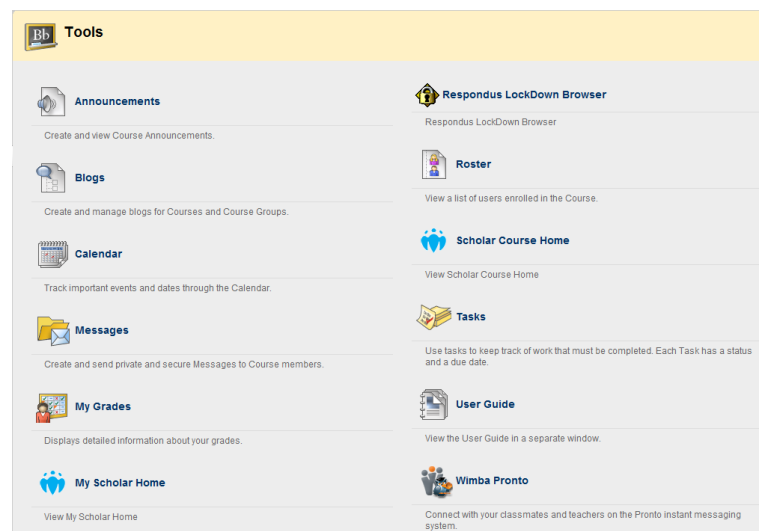 Bb Tools
Announcements
Create and view Course Announcements.
Blogs
Create and manage blogs for Courses and Course Groups.
Calendar
Track important events and dates through the Calendar.
Messages
Create and send private and secure Messages to Course members.
My Grades
Displays detailed information about your grades.
My Scholar Home
View My Scholar Home
Respondus LockDown Browser
Respondus LockDown Browser
Roster
View a list of users enrolled in the Course.
Scholar Course Home
View Scholar Course Home
Tasks
Use tasks to keep track of work that must be completed. Each Task has a status
and a due date.
User Guide
View the User Guide in a separate window.
Wimba Pronto
Connect with your classmates and teachers on the Pronto instant messaging
system.